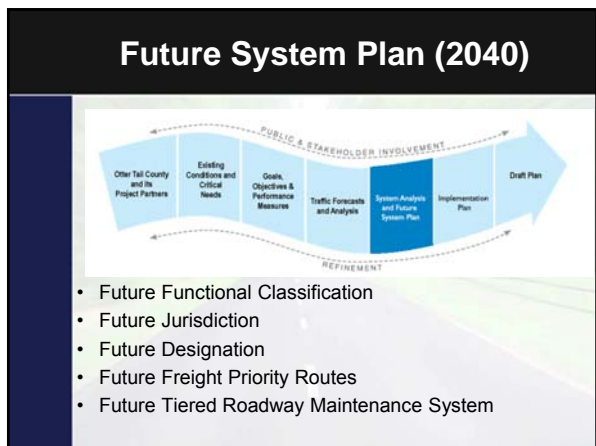 Future System Plan (2040)
PUBLIC & STAKEHOLDER INVOLVEMENT
Otter Tail County
and its
Project Partners
Existing
Conditions and
Critical
Needs
Goals,
Objectives &
Performance
Measures
Traffic Forecasts
and Analysis
System Analysis
and Future
System Plan
Implementation
Plan
Draft Plan
REFINEMENT
• Future Functional Classification
• Future Jurisdiction
• Future Designation
• Future Freight Priority Routes
• Future Tiered Roadway Maintenance System